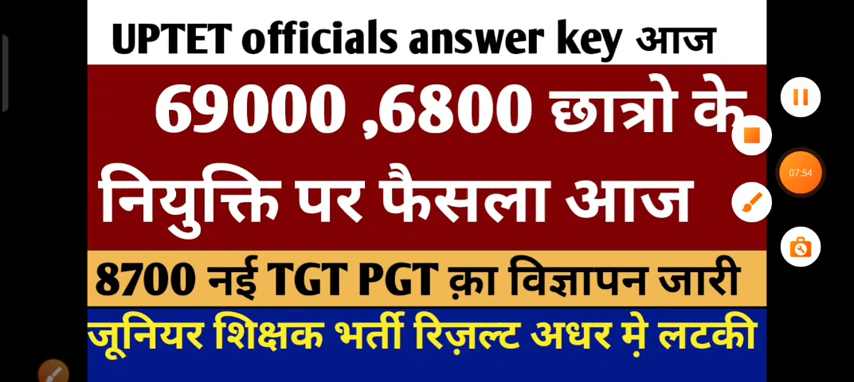 UPTET officials answer key आज
69000 ,6800 छात्रो के
नियुक्ति पर फैसला आज
07:54
8700 नई TGT PGT क़ा विज्ञापन जारी
जूनियर शिक्षक भर्ती रिज़ल्ट अधर मे़ लटकी